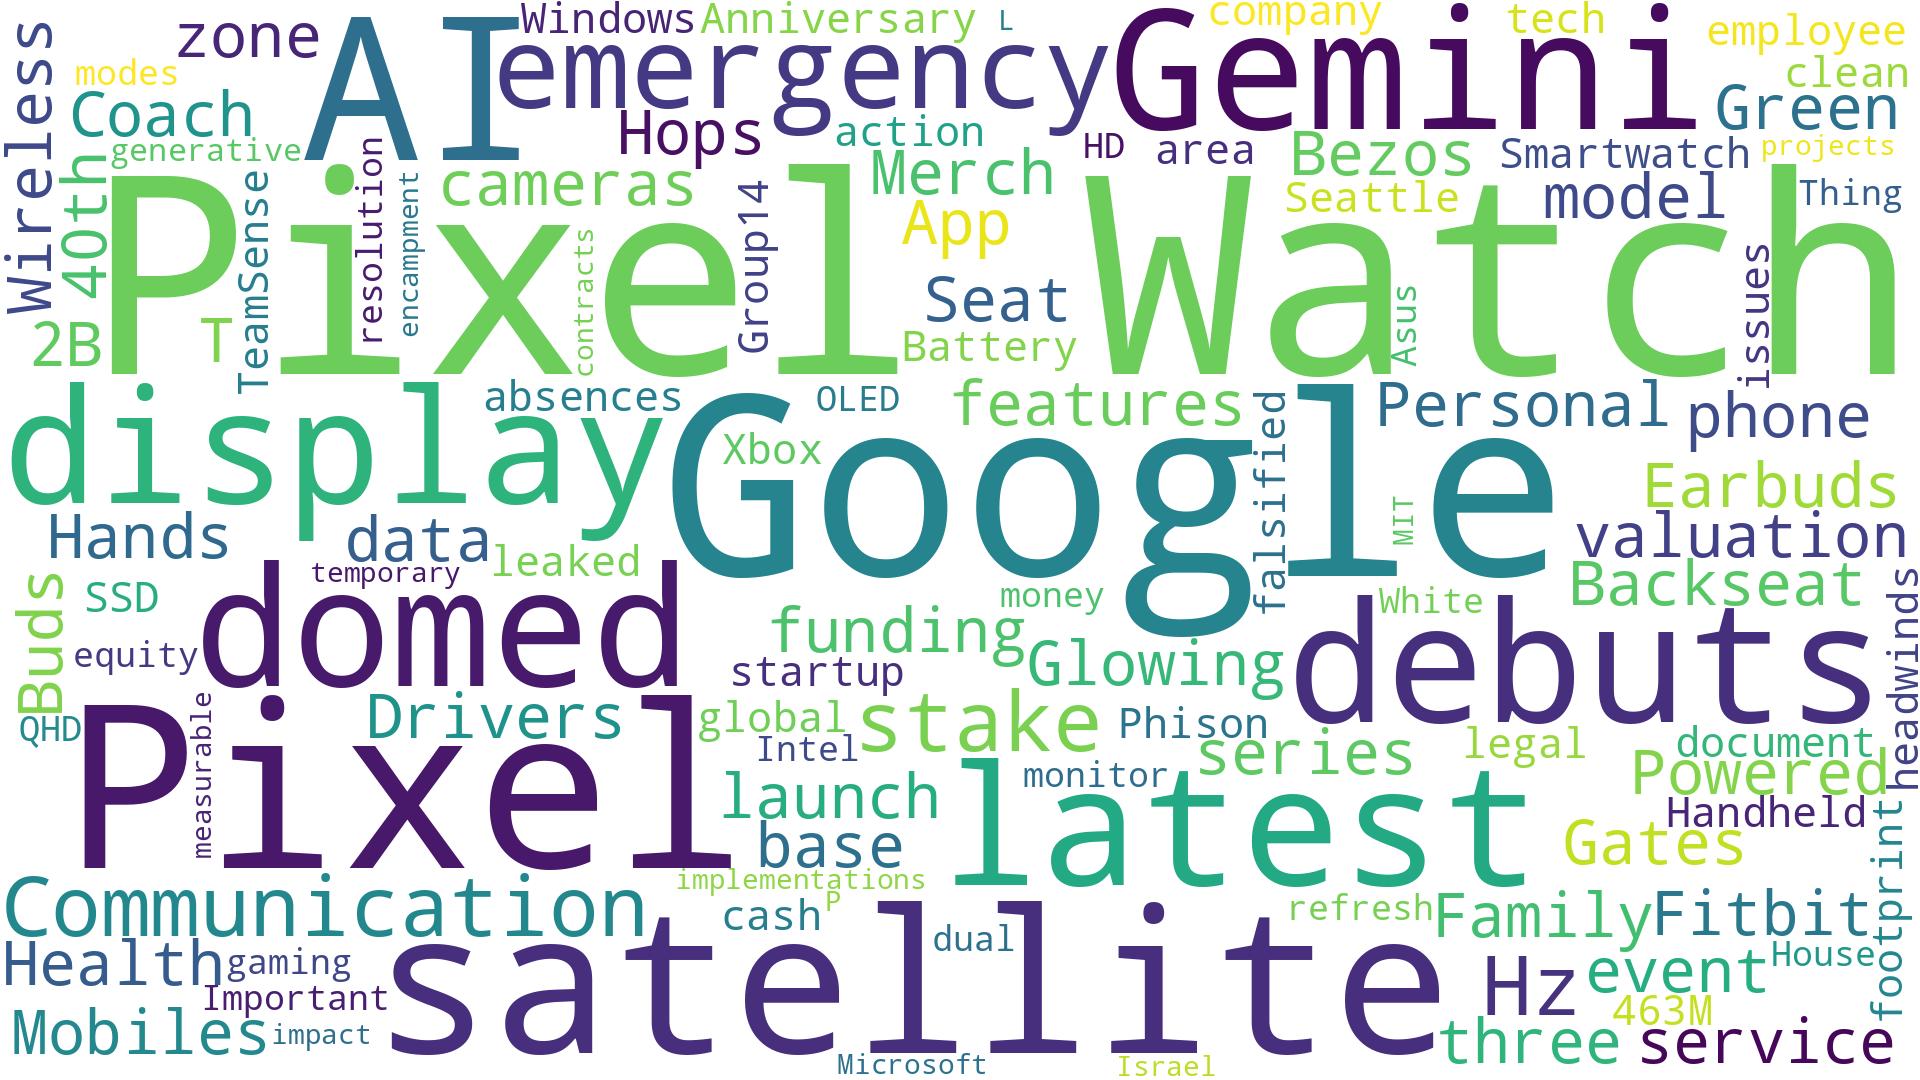 Wireless
zone
modes
Coach
generative
40th
AI
Windows
Anniversary
L
emergency
Hops
action
Gemini
company
tech
employee
clean
Green
HD
area
Bezos
Smartwatch
projects
Merch
cameras
App
Seattle
model
Thing
Pixel Watch
TeamSense
resolution
encampment
contracts
Group14
2B
T
Seat
Battery
Asus
issues
display
absences
OLED
Xbox
features
Google
falsified
Personal
phone
Earbuds
MIT
valuation
Hands
data
leaked
temporary
money
White
Backseat
headwinds
Buds
SSD
equity
domed
funding
startup
Glowing
debuts
QHD
measurable
Drivers
global
Intel
stake
Phison
series
legal
document
Powered
Pixel
launch
monitor
latest
Handheld
Gates
footprint
base
implementations
P
Communication
cash
dual
refresh
Family
Fitbit
House
Health
gaming
Important
satellite
Hz
event
463M
Mobiles
impact
Microsoft
Israel
three
service